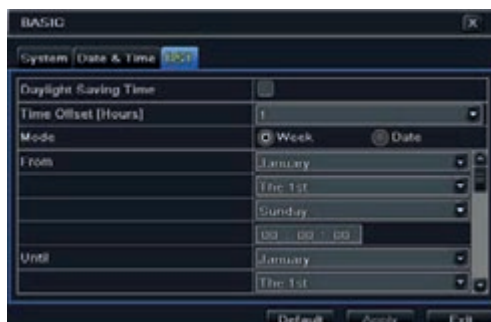 BASIC
System Date & Time DST
Daylight Saving Time
Time Offset [Hours] 1
Mode Week Date
From January
The 1st
Sunday
00 : 00 : 00
Until January
The 1st
Default Apply Exit